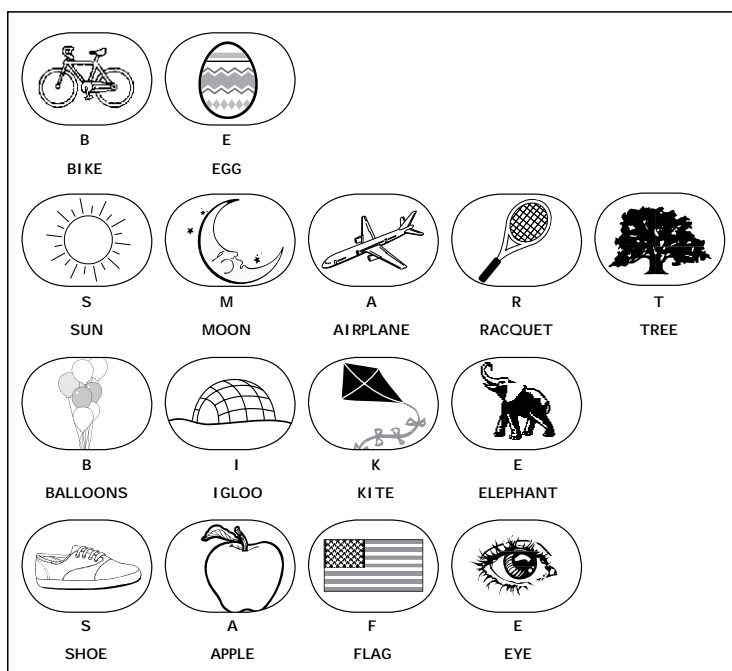 B E
BIKE EGG
S M A R T
SUN MOON AIRPLANE RACQUET TREE
B I K E
BALLOONS IGLOO KITE ELEPHANT
S A F E
SHOE APPLE FLAG EYE